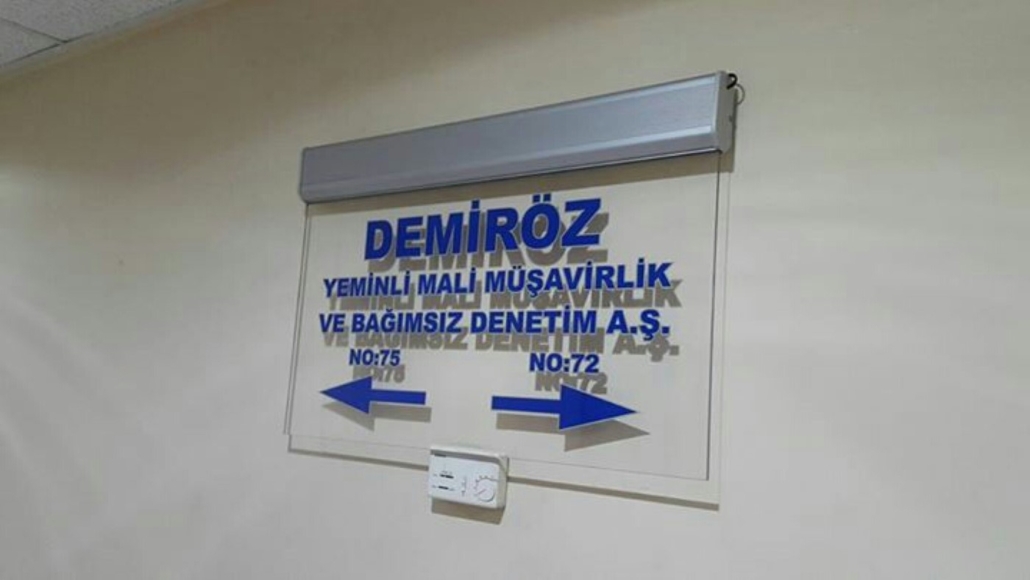 DEMİRÖZ
YEMİNLİ MALİ MÜŞAVİRLİK
VE BAĞIMSIZ DENETİM A.Ş.
NO:75 NO:72